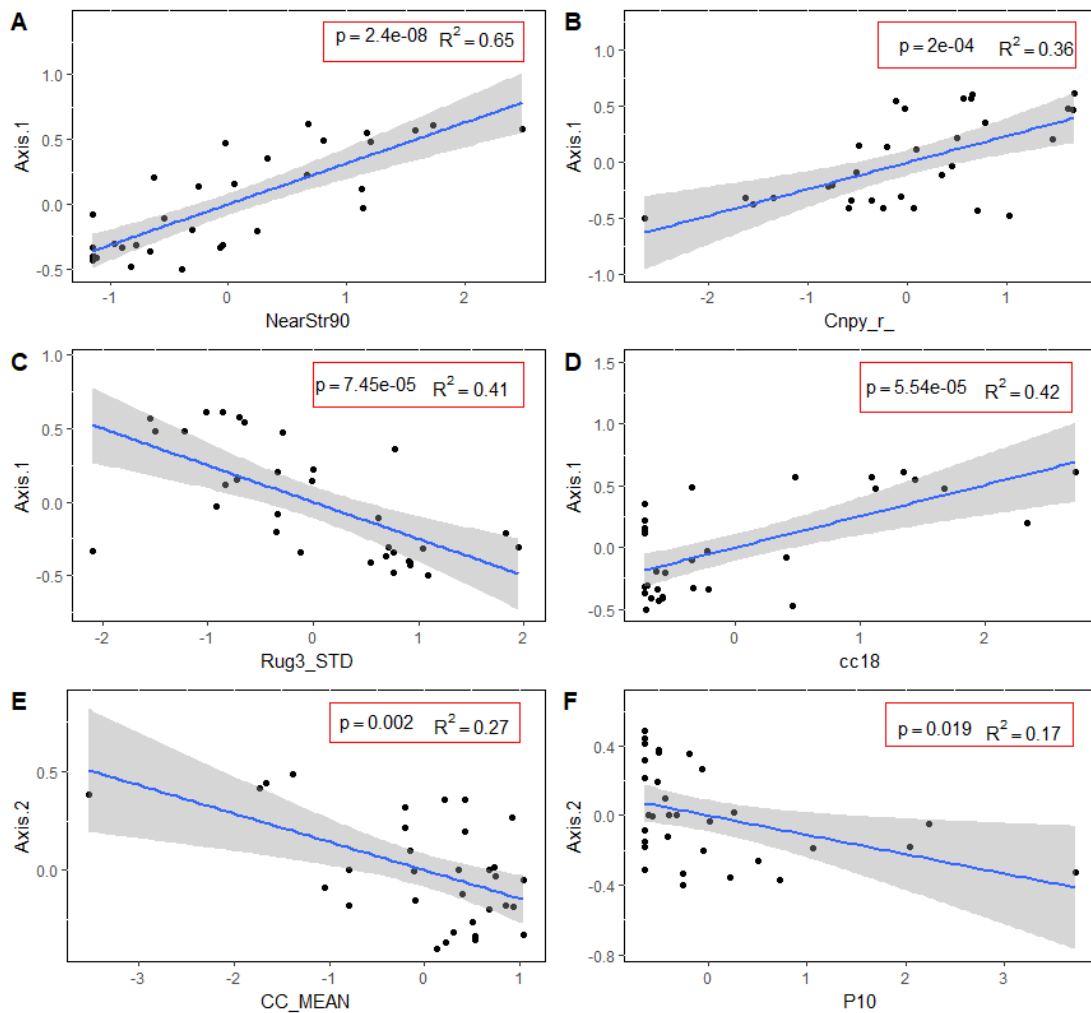 A
p = 2.4e-08 R² = 0.65
1.0
0.5
0.0
-0.5
Axis.1
-1 0 1 2
NearStr90
B
p = 2e-04 R² = 0.36
1.0
0.5
0.0
-0.5
-1.0
Axis.1
-2 -1 0 1
Cnpy_r_
C
p = 7.45e-05 R² = 0.41
1.0
0.5
0.0
-0.5
Axis.1
-2 -1 0 1 2
Rug3_STD
D
p = 5.54e-05 R² = 0.42
1.5
1.0
0.5
0.0
-0.5
Axis.1
0 1 2
cc18
E
p = 0.002 R² = 0.27
0.5
0.0
Axis.2
-3 -2 -1 0 1
CC_MEAN
F
p = 0.019 R² = 0.17
0.4
0.0
-0.4
-0.8
Axis.2
0 1 2 3
P10